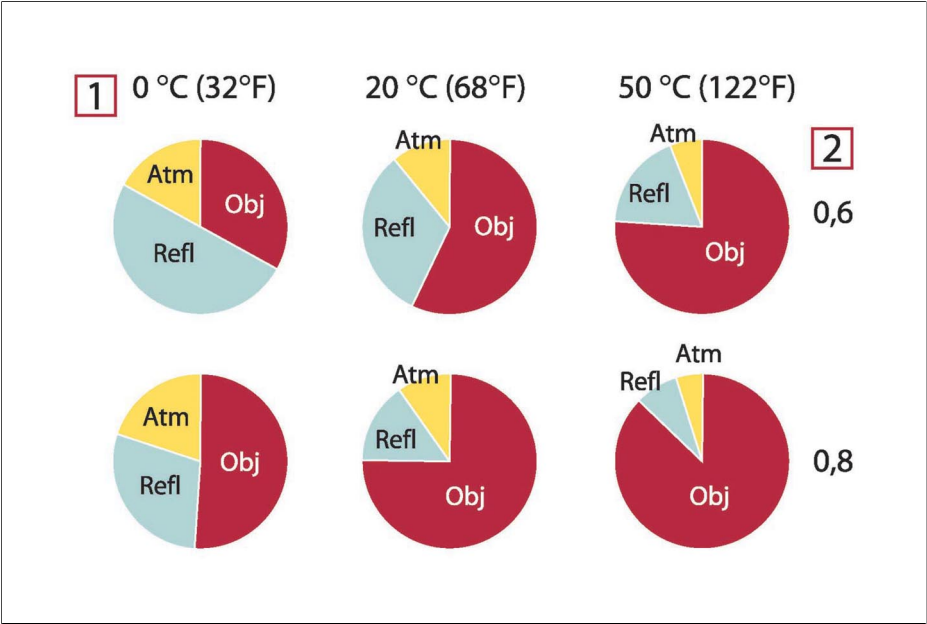 1 0 °C (32°F) 20 °C (68°F) 50 °C (122°F)
2
0,6
Atm Obj Refl
Atm Refl Obj
Atm Refl Obj
0,8
Atm Obj Refl
Atm Refl Obj
Atm Refl Obj